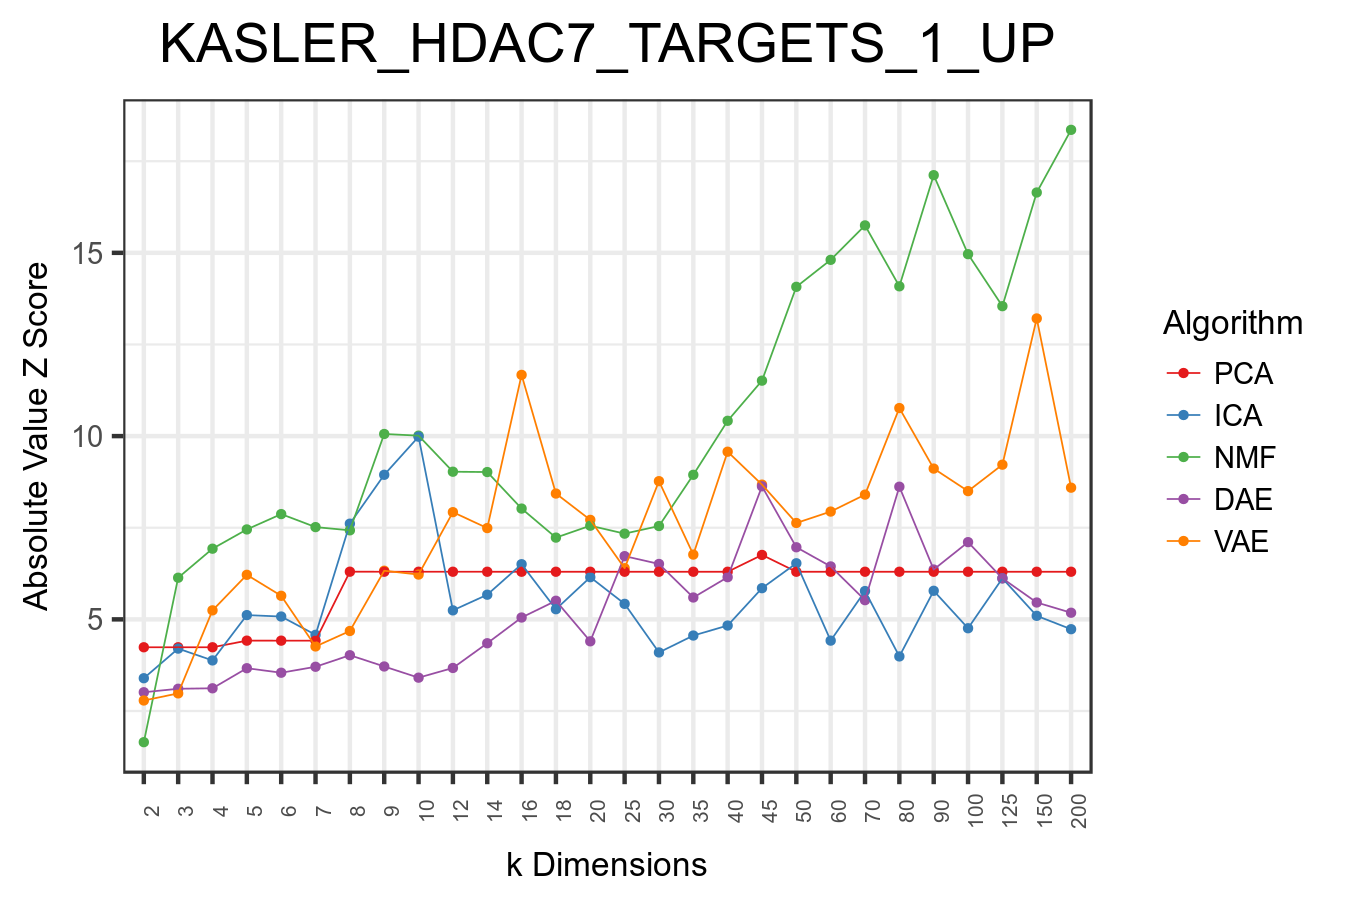 KASLER_HDAC7_TARGETS_1_UP
Absolute Value Z Score
15
10
5
2 3 4 5 6 7 8 9 10 12 14 16 18 20 25 30 35 40 45 50 60 70 80 90 100 125 150 200
k Dimensions
Algorithm
PCA
ICA
NMF
DAE
VAE